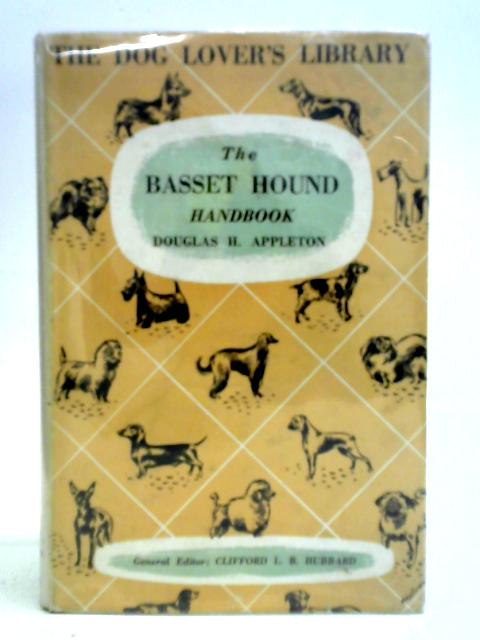 THE DOG LOVER'S LIBRARY
The
BASSET HOUND
HANDBOOK
DOUGLAS H. APPLETON
General Editor: CLIFFORD L. B. HUBBARD